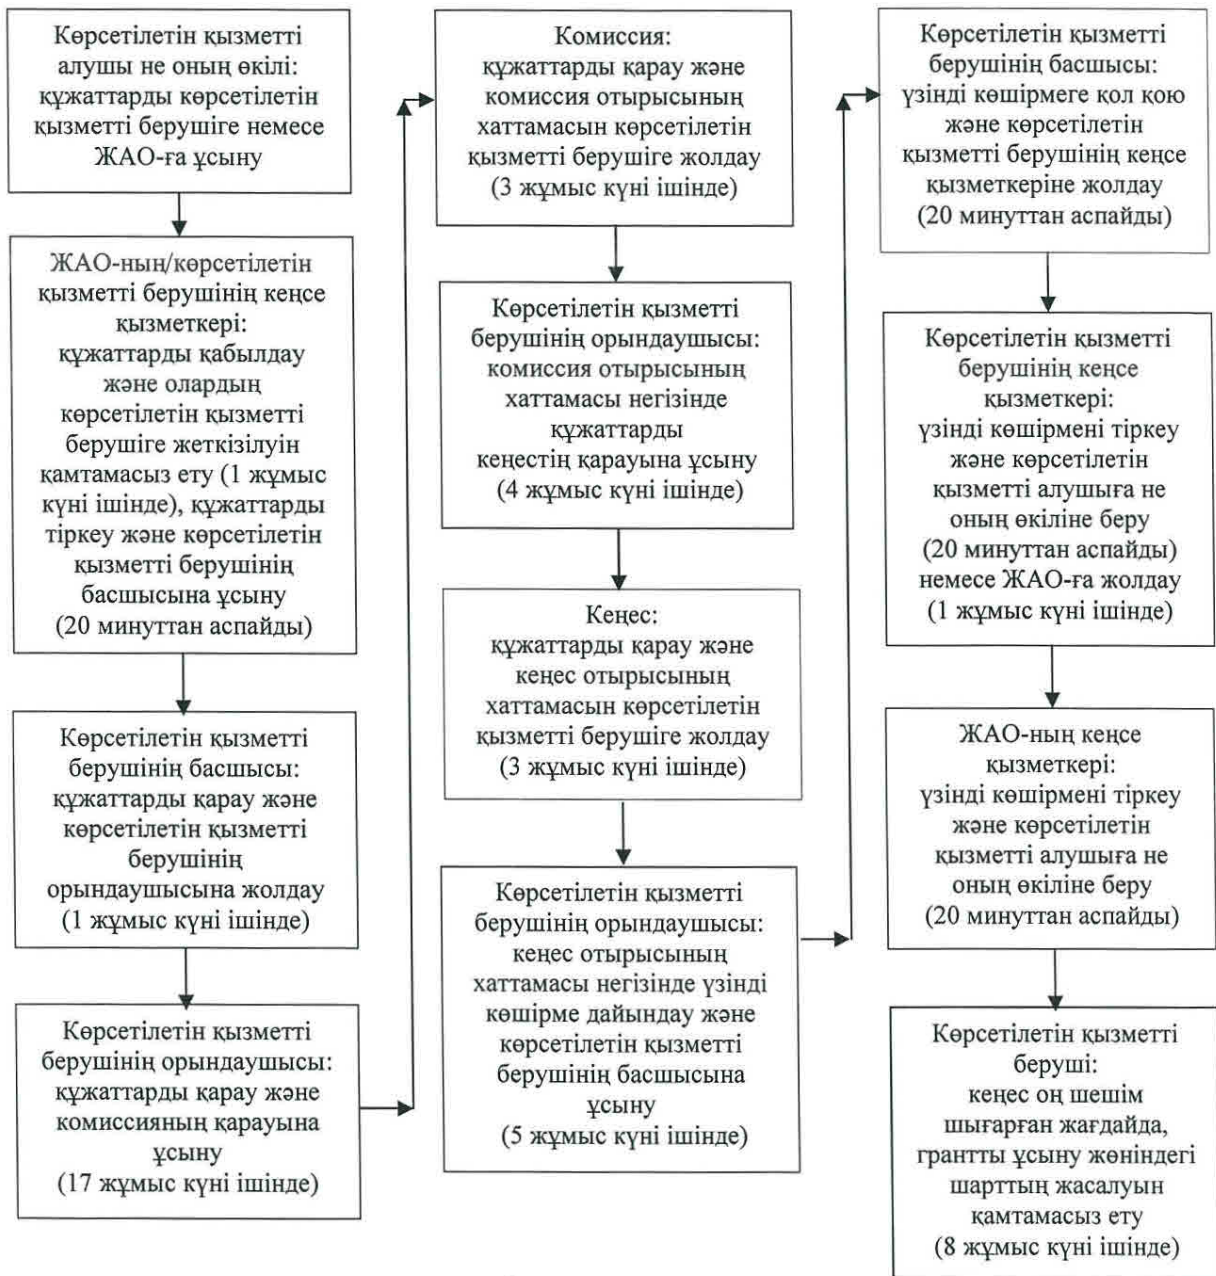 Көрсетілетін қызметті
алушы не оның өкілі:
құжаттарды көрсетілетін
қызметті берушіге немесе
ЖАО-ға ұсыну
ЖАО-ның/көрсетілетін
қызметті берушінің кеңсе
қызметкері:
құжаттарды қабылдау
және олардың
көрсетілетін қызметті
берушіге жеткізілуін
қамтамасыз ету (1 жұмыс
күні ішінде), құжаттарды
тіркеу және көрсетілетін
қызметті берушінің
басшысына ұсыну
(20 минуттан аспайды)
Көрсетілетін қызметті
берушінің басшысы:
құжаттарды қарау және
көрсетілетін қызметті
берушінің
орындаушысына жолдау
(1 жұмыс күні ішінде)
Көрсетілетін қызметті
берушінің орындаушысы:
құжаттарды қарау және
комиссияның қарауына
ұсыну
(17 жұмыс күні ішінде)
Комиссия:
құжаттарды қарау және
комиссия отырысының
хаттамасын көрсетілетін
қызметті берушіге жолдау
(3 жұмыс күні ішінде)
Көрсетілетін қызметті
берушінің орындаушысы:
комиссия отырысының
хаттамасы негізінде
құжаттарды
кеңестің қарауына ұсыну
(4 жұмыс күні ішінде)
Кеңес:
құжаттарды қарау және
кеңес отырысының
хаттамасын көрсетілетін
қызметті берушіге жолдау
(3 жұмыс күні ішінде)
Көрсетілетін қызметті
берушінің орындаушысы:
кеңес отырысының
хаттамасы негізінде үзінді
көшірме дайындау және
көрсетілетін қызметті
берушінің басшысына
ұсыну
(5 жұмыс күні ішінде)
Көрсетілетін қызметті
берушінің басшысы:
үзінді көшірмеге қол қою
және көрсетілетін
қызметті берушінің кеңсе
қызметкеріне жолдау
(20 минуттан аспайды)
Көрсетілетін қызметті
берушінің кеңсе
қызметкері:
үзінді көшірмені тіркеу
және көрсетілетін
қызметті алушыға не
оның өкіліне беру
(20 минуттан аспайды)
немесе ЖАО-ға жолдау
(1 жұмыс күні ішінде)
ЖАО-ның кеңсе
қызметкері:
үзінді көшірмені тіркеу
және көрсетілетін
қызметті алушыға не
оның өкіліне беру
(20 минуттан аспайды)
Көрсетілетін қызметті
беруші:
кеңес оң шешім
шығарған жағдайда,
грантты ұсыну жөніндегі
шарттың жасалуын
қамтамасыз ету
(8 жұмыс күні ішінде)